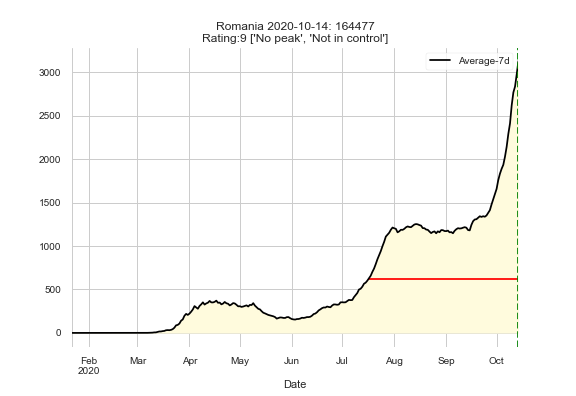 Romania 2020-10-14: 164477
Rating:9 ['No peak', 'Not in control']
Average-7d
3000
2500
2000
1500
1000
500
0
Feb Mar Apr May Jun Jul Aug Sep Oct
2020
Date